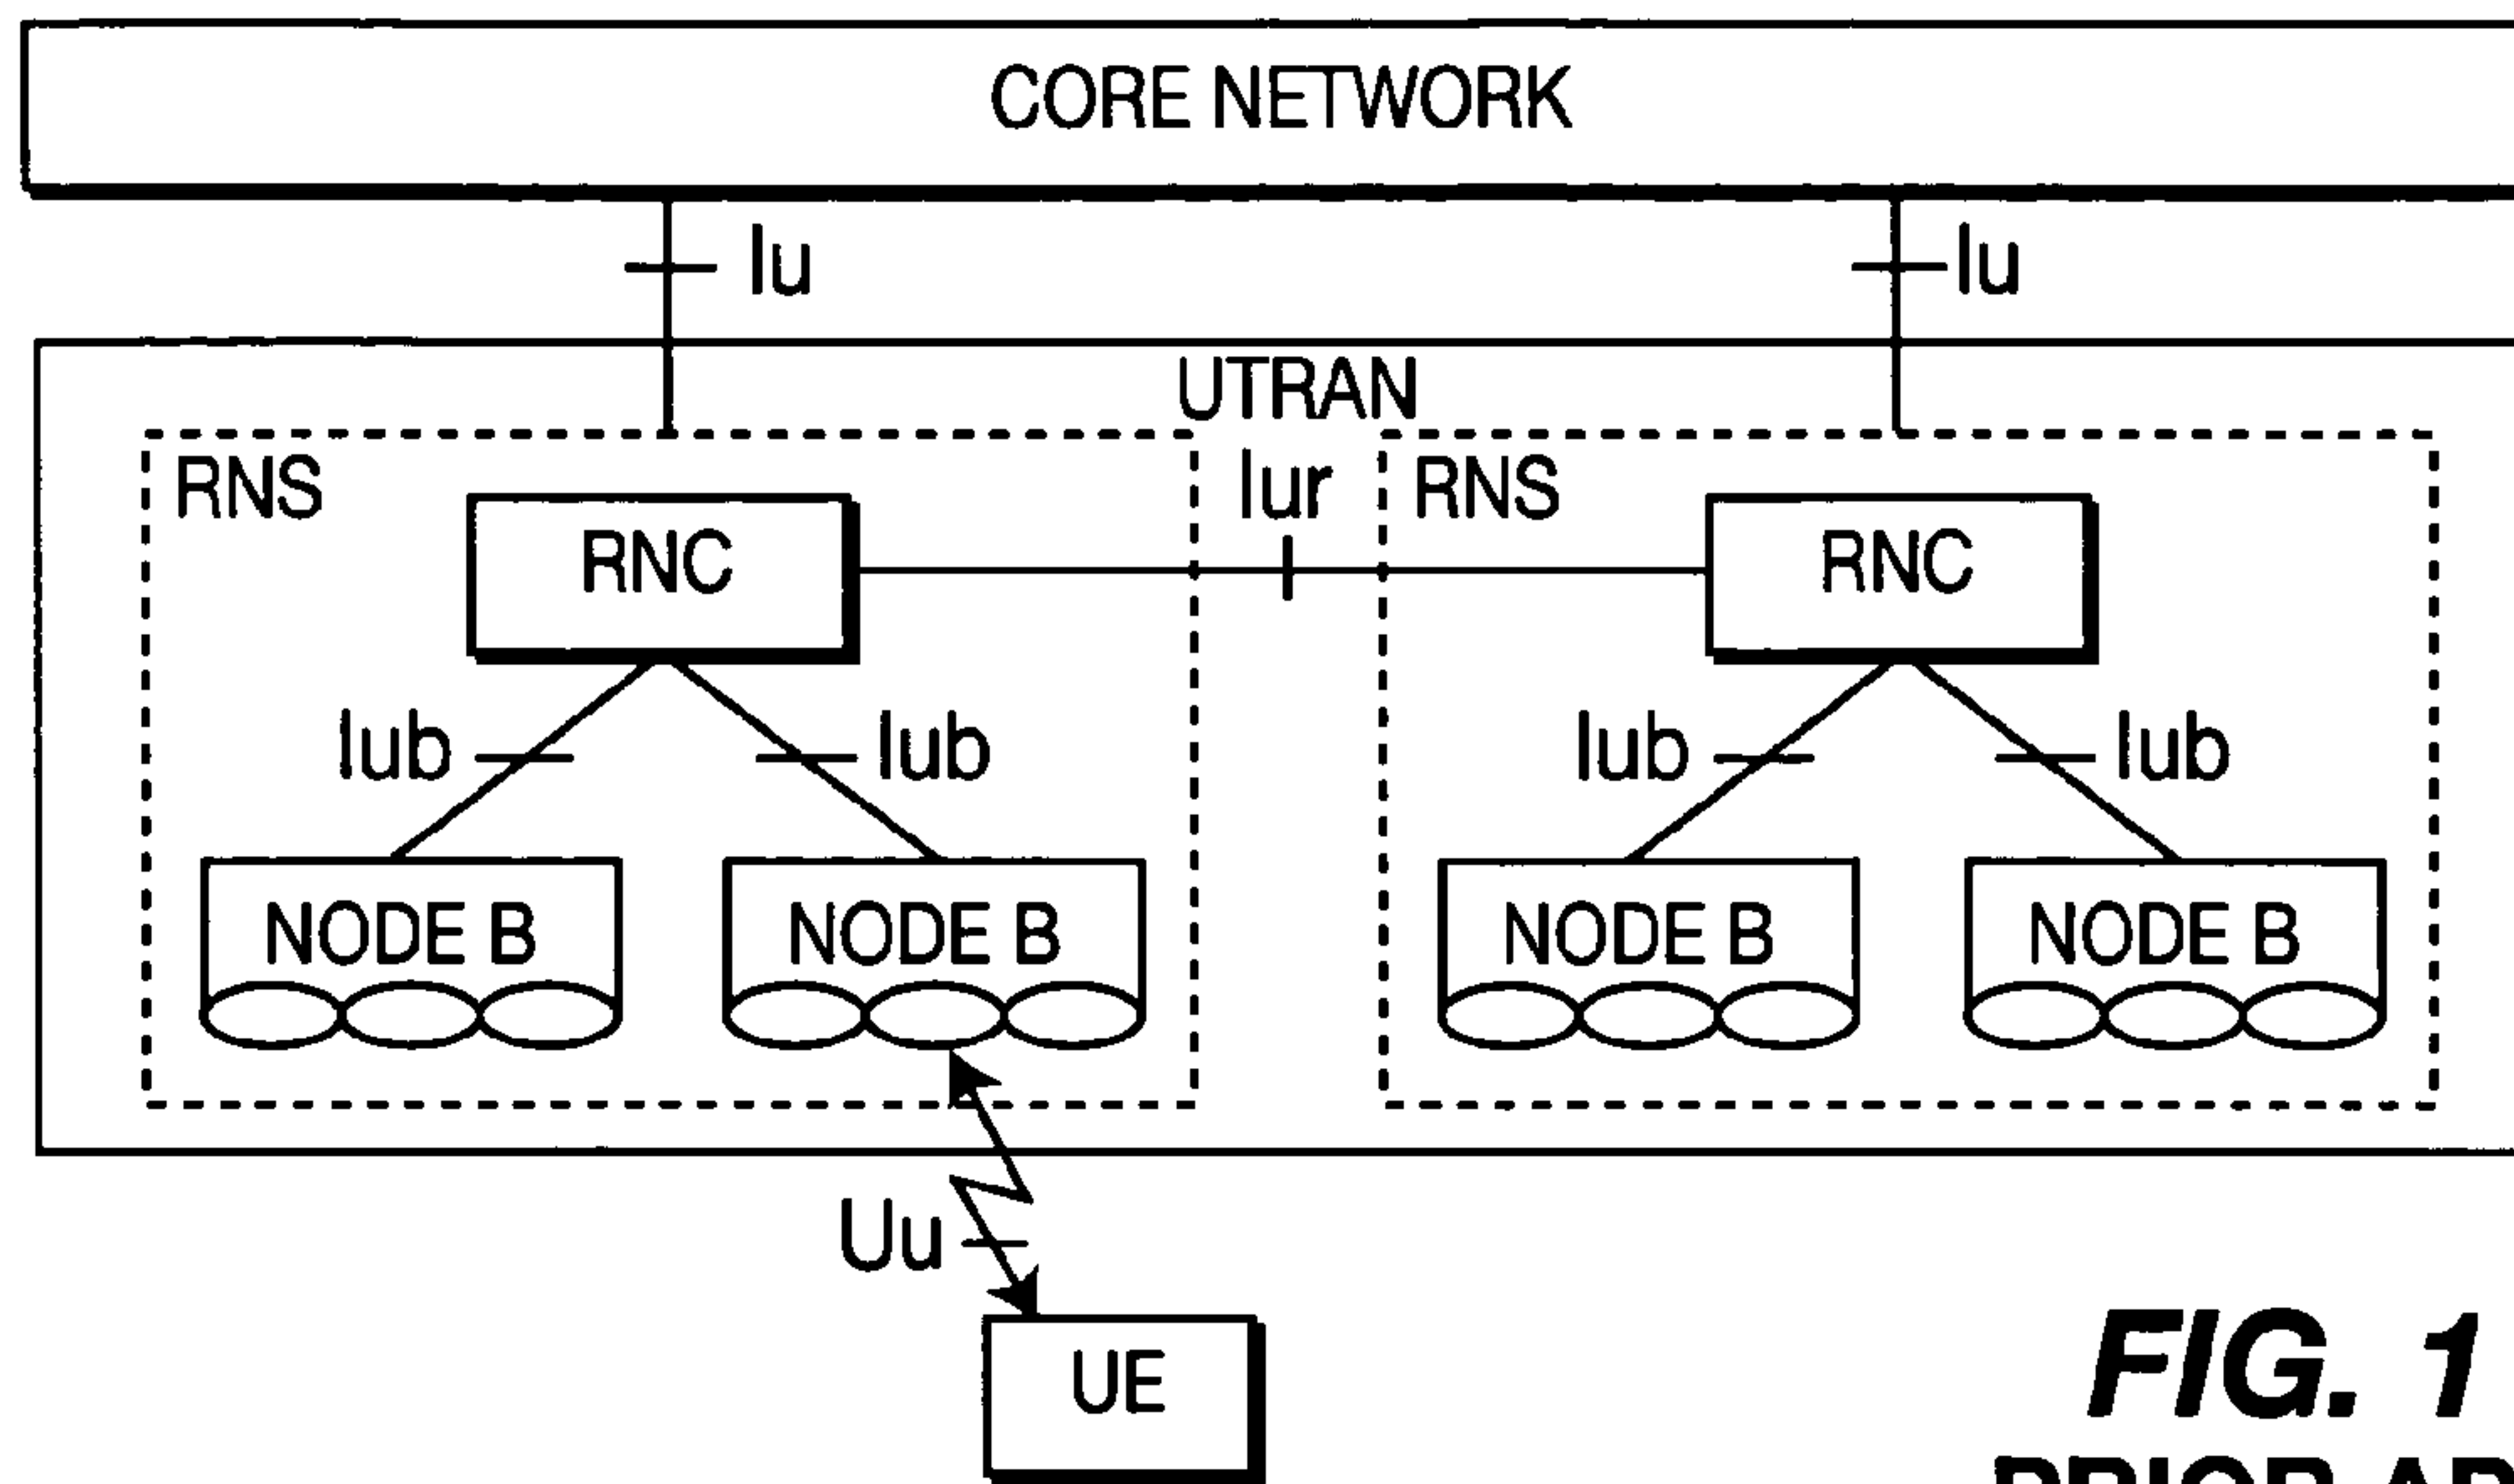 CORE NETWORK
Iu
Iu
UTRAN
RNS
Iur
RNS
RNC
RNC
Iub
Iub
Iub
Iub
NODE B
NODE B
NODE B
NODE B
Uu
UE
FIG. 1
PRIOR